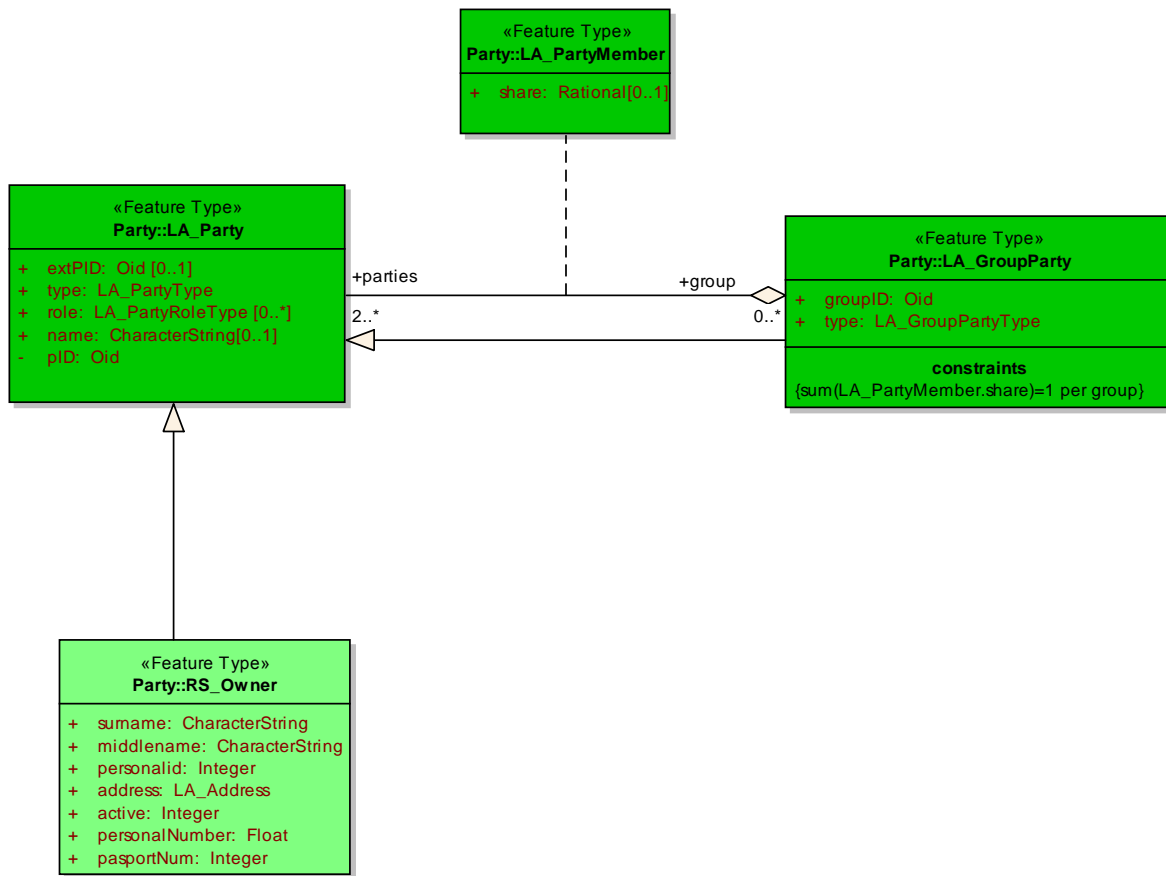 «Feature Type»
Party::LA_PartyMember
+ share: Rational[0..1]
«Feature Type»
Party::LA_Party
+ extPID: Oid [0..1]
+ type: LA_PartyType
+ role: LA_PartyRoleType [0..*]
+ name: CharacterString[0..1]
- pID: Oid
+parties
2..*
+group
0..*
«Feature Type»
Party::LA_GroupParty
+ groupID: Oid
+ type: LA_GroupPartyType
constraints
{sum(LA_PartyMember.share)=1 per group}
«Feature Type»
Party::RS_Owner
+ surname: CharacterString
+ middlename: CharacterString
+ personalid: Integer
+ address: LA_Address
+ active: Integer
+ personalNumber: Float
+ pasportNum: Integer